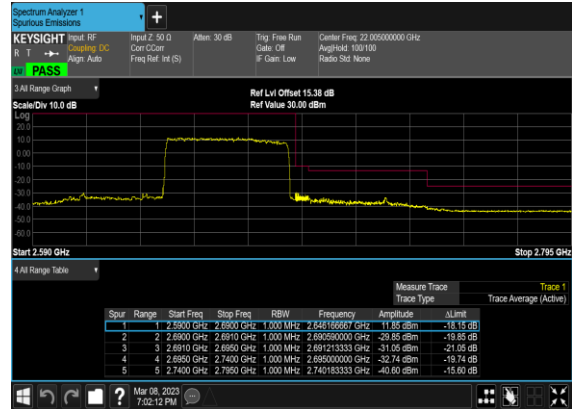 Spectrum Analyzer 1
Spurious Emissions
+
KEYSIGHT Input: RF Input Z: 50 Ω Atten: 30 dB Trig: Free Run Center Freq: 22.005000000 GHz
R T Coupling: DC Corr CCorr Gate: Off Avg|Hold: 100/100
Align: Auto Freq Ref: Int (S) IF Gain: Low Radio Std: None
PASS
3 All Range Graph
Ref Lvl Offset 15.38 dB
Scale/Div 10.0 dB Ref Value 30.00 dBm
Log
20.0
10.0
0.00
-10.0
-20.0
-30.0
-40.0
-50.0
-60.0
Start 2.590 GHz Stop 2.795 GHz
4 All Range Table
Measure Trace Trace 1
Trace Type Trace Average (Active)
Spur Range Start Freq Stop Freq RBW Frequency Amplitude ΔLimit
1 1 2.5900 GHz 2.6900 GHz 1.000 MHz 2.646166667 GHz 11.85 dBm -18.15 dB
2 2 2.6900 GHz 2.6910 GHz 1.000 MHz 2.690590000 GHz -29.85 dBm -19.85 dB
3 3 2.6910 GHz 2.6950 GHz 1.000 MHz 2.691213333 GHz -31.05 dBm -21.05 dB
4 4 2.6950 GHz 2.7400 GHz 1.000 MHz 2.695000000 GHz -32.74 dBm -19.74 dB
5 5 2.7400 GHz 2.7950 GHz 1.000 MHz 2.740183333 GHz -40.60 dBm -15.60 dB
? Mar 08, 2023
7:02:12 PM